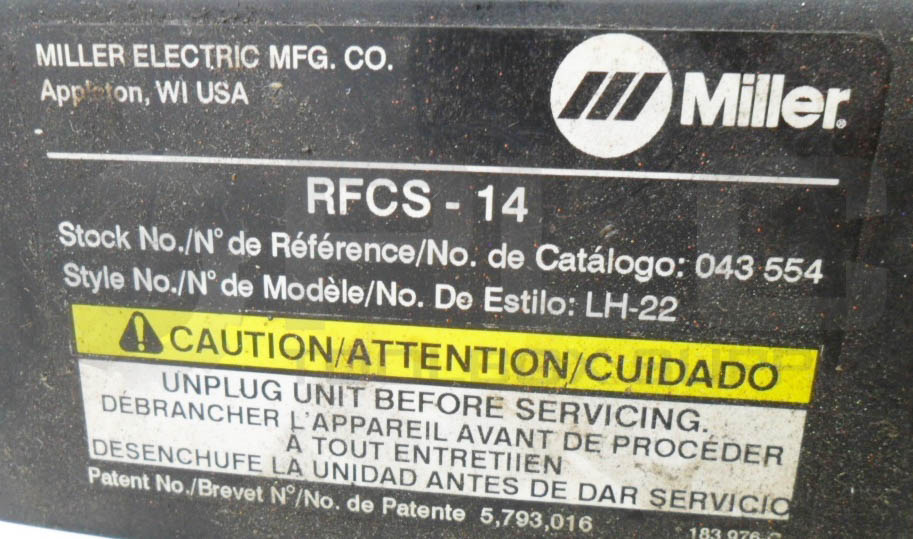 MILLER ELECTRIC MFG. CO.
Appleton, WI USA
Miller®
RFCS - 14
Stock No./N° de Référence/No. de Catálogo: 043 554
Style No./N° de Modèle/No. De Estilo: LH-22
CAUTION/ATTENTION/CUIDADO
UNPLUG UNIT BEFORE SERVICING.
DÉBRANCHER L'APPAREIL AVANT DE PROCÉDER
À TOUT ENTRETIIEN
DESENCHUFE LA UNIDAD ANTES DE DAR SERVICIO
Patent No./Brevet N°/No. de Patente 5,793,016
183 976-C